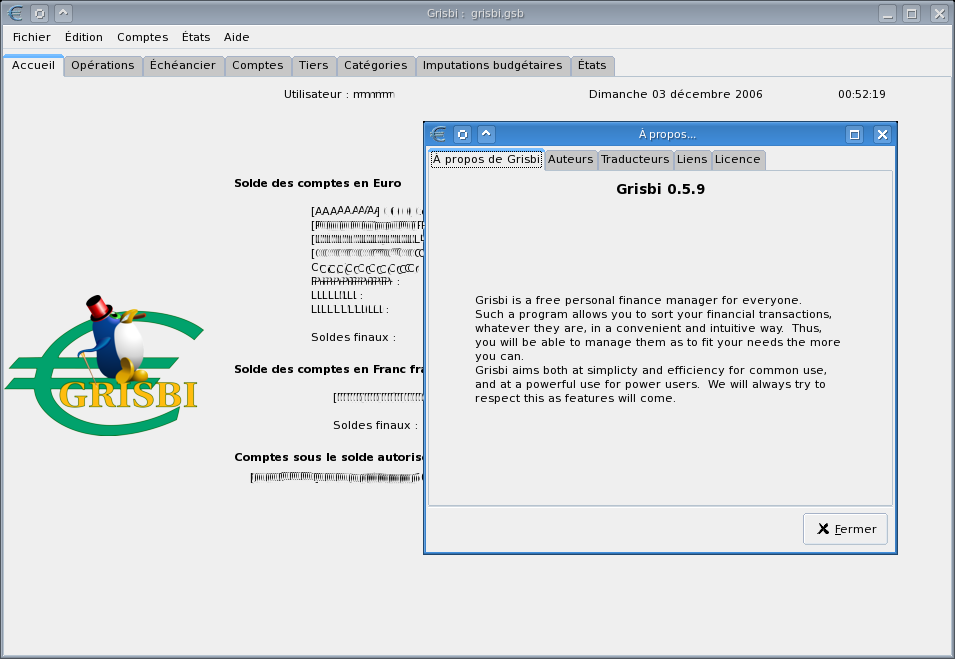 Grisbi : grisbi.gsb
Fichier Édition Comptes États Aide
Accueil Opérations Échéancier Comptes Tiers Catégories Imputations budgétaires États
Utilisateur :
Dimanche 03 décembre 2006
00:52:19
Solde des comptes en Euro
Soldes finaux :
Solde des comptes en Franc fra
Soldes finaux :
Comptes sous le solde autoris
GRISBI
À propos...
À propos de Grisbi Auteurs Traducteurs Liens Licence
Grisbi 0.5.9
Grisbi is a free personal finance manager for everyone.
Such a program allows you to sort your financial transactions,
whatever they are, in a convenient and intuitive way. Thus,
you will be able to manage them as to fit your needs the more
you can.
Grisbi aims both at simplicty and efficiency for common use,
and at a powerful use for power users. We will always try to
respect this as features will come.
Fermer